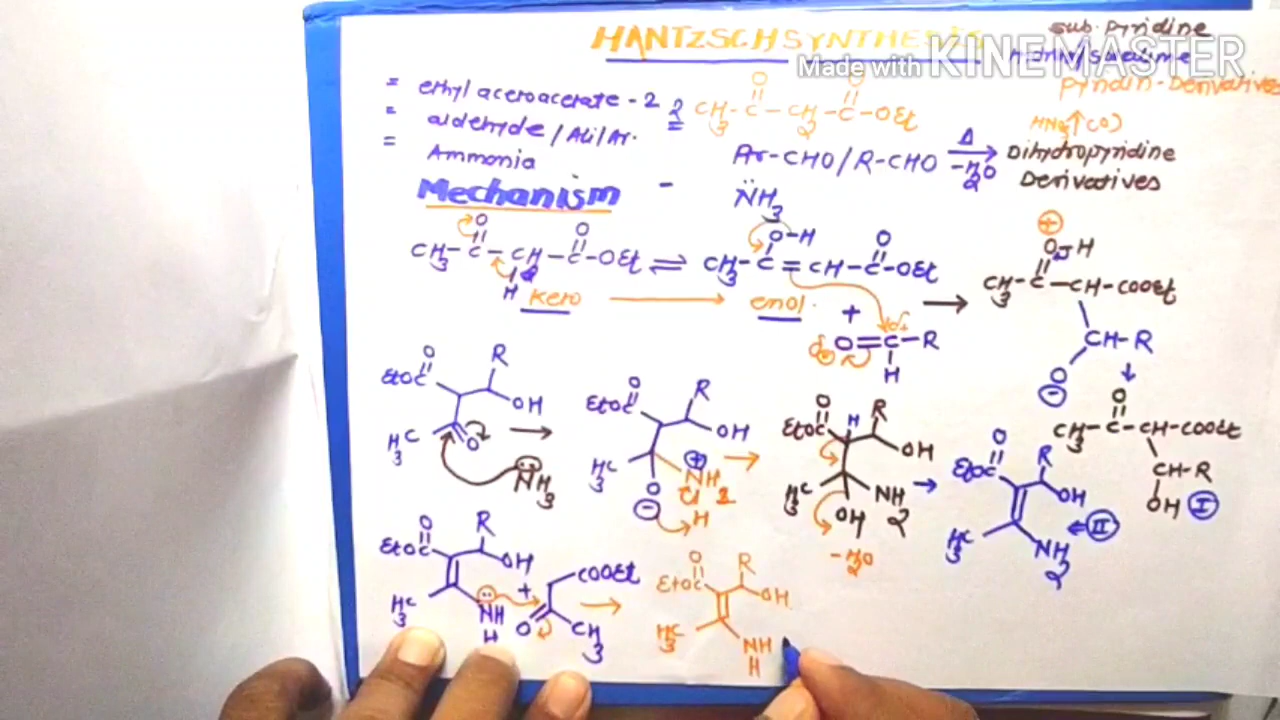 HANTZSCH SYNTHESIS
sub. pyridine
Made with KINEMASTER
pyridin-Derivatives
= ethyl acetoacetate - 2
2 CH3-C-CH2-C-OEt
O O
HNO3 ↑ (O)
= aldehyde / Ali/Ar.
Ar-CHO/R-CHO Δ -H2O → Dihydropyridine
Derivatives
= Ammonia
Mechanism - NH3
O O
CH3-C-CH-C-OEt ⇌ CH3-C=CH-C-OEt
H
O-H O
keto → enol.
+
δ- O=C-R δ+
H
⊕
OH
CH3-C-CH-COOEt
CH-R
O
⊖
O
CH3-C-CH-COOEt
CH-R
OH I
O R
EtOC OH
H3C O
NH3
O R
EtOC OH
H3C ⊕ NH2
O H
⊖ H
O H R
EtOC OH
H3C NH2
OH
-H2O
O R
EtOC OH
H3C NH2 ← II
O R
EtOC OH
H3C NH
H
+
COOEt
O CH3
O R
EtOC OH
H3C NH
H